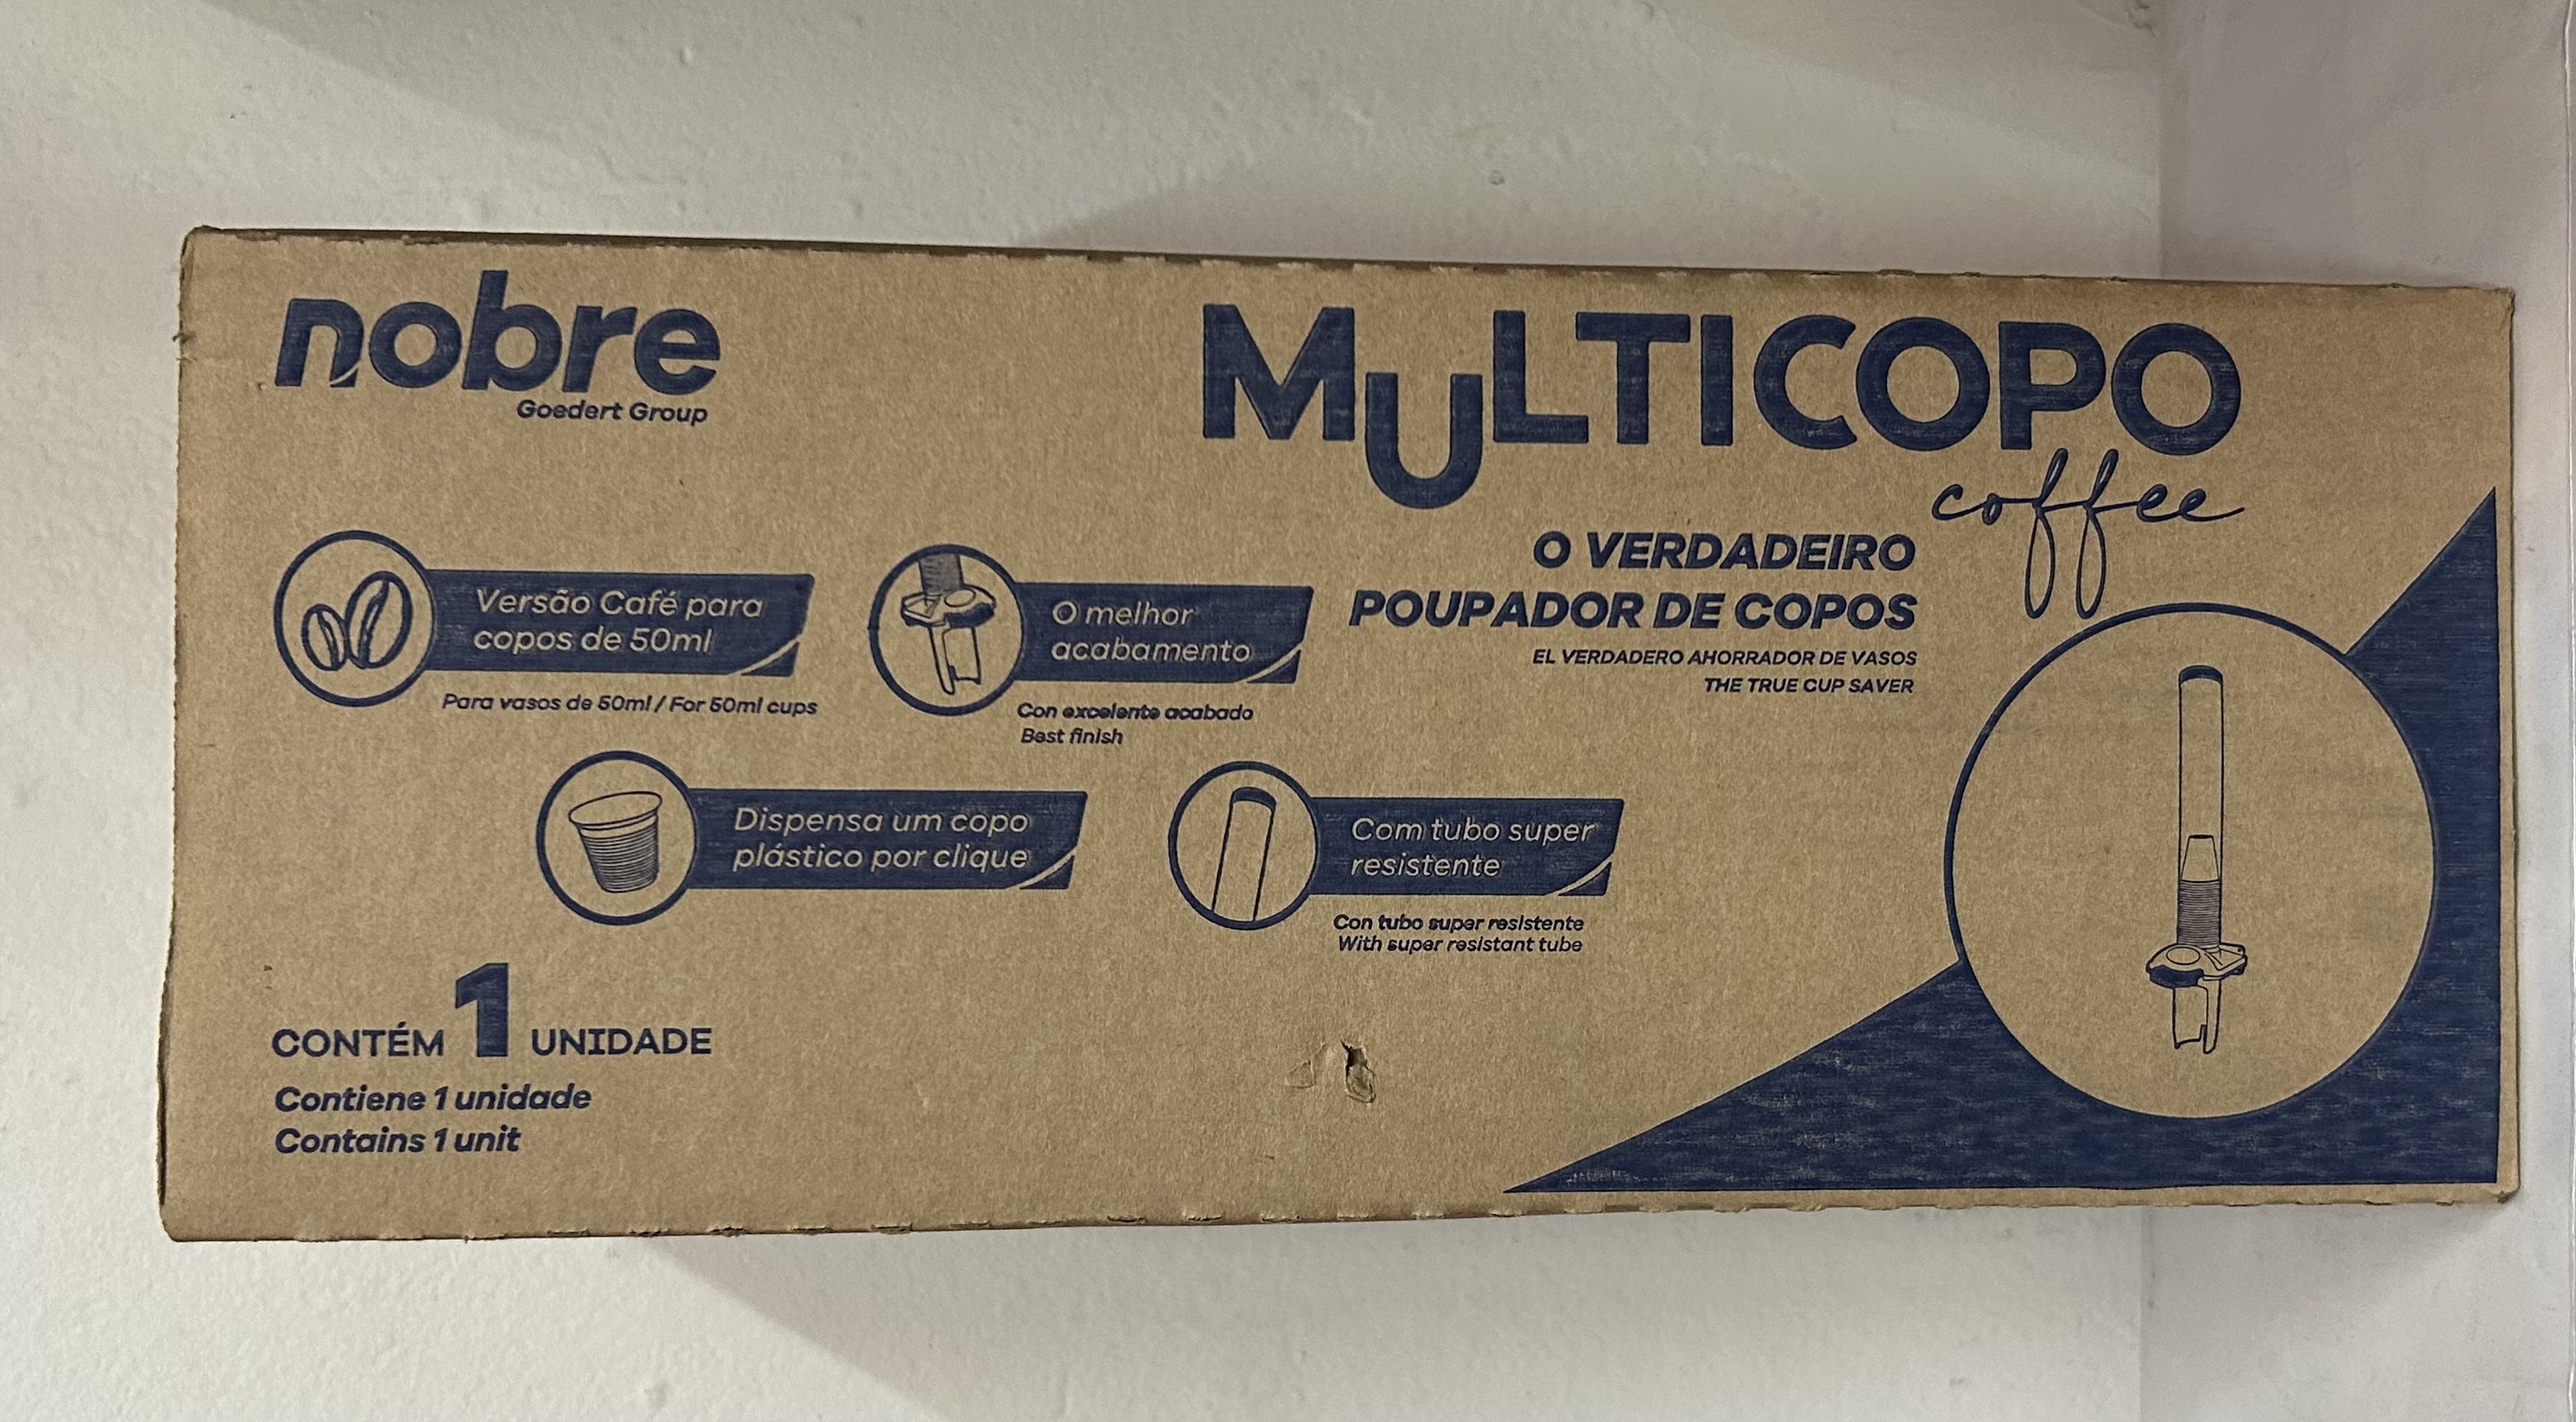 nobre
Goedert Group
MULTICOPO
coffee
O VERDADEIRO
POUPADOR DE COPOS
EL VERDADERO AHORRADOR DE VASOS
THE TRUE CUP SAVER
Versão Café para
copos de 50ml
Para vasos de 50ml / For 50ml cups
O melhor
acabamento
Con excelente acabado
Best finish
Dispensa um copo
plástico por clique
Com tubo super
resistente
Con tubo super resistente
With super resistant tube
CONTÉM 1 UNIDADE
Contiene 1 unidade
Contains 1 unit